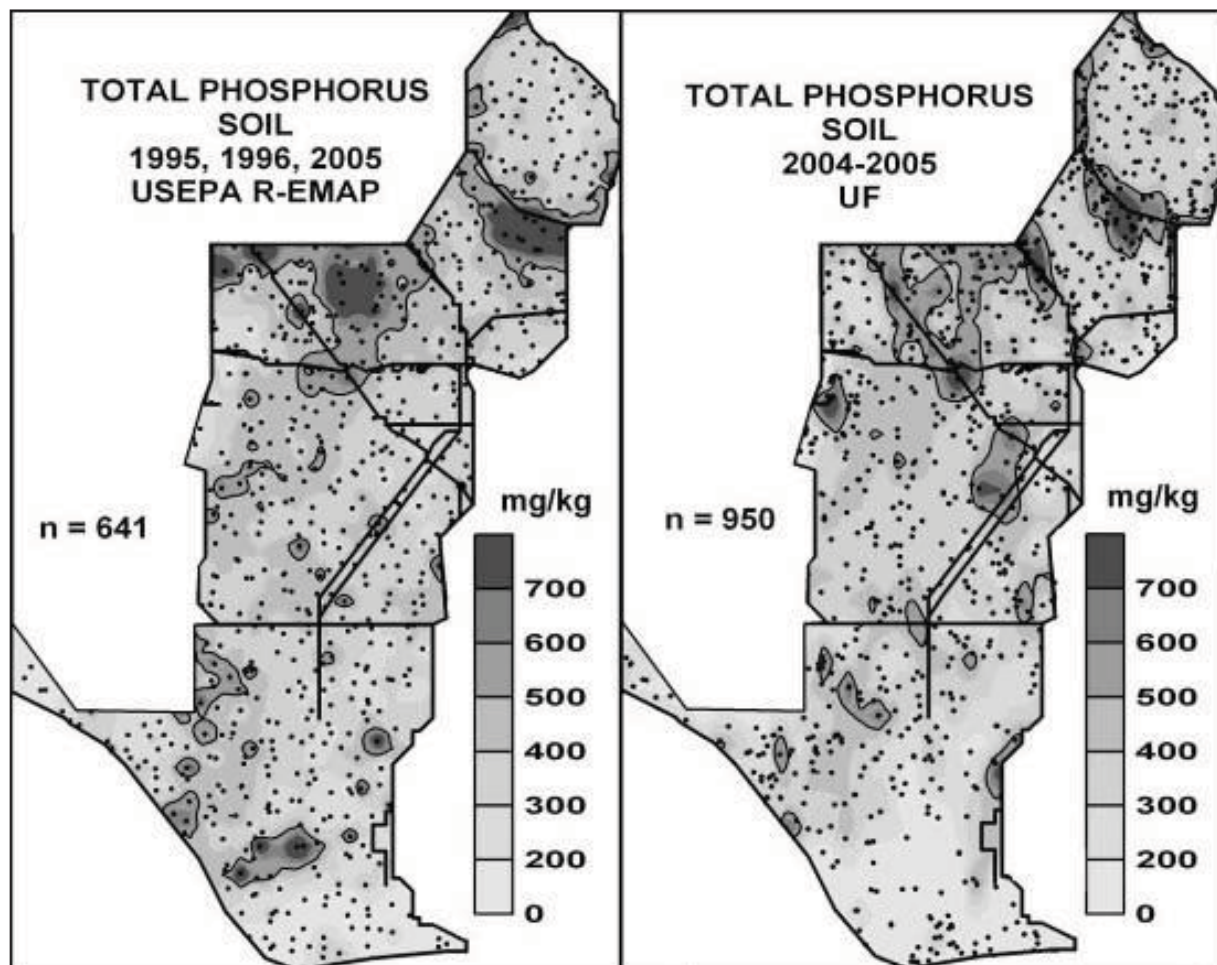 TOTAL PHOSPHORUS
SOIL
1995, 1996, 2005
USEPA R-EMAP
n = 641
mg/kg
700
600
500
400
300
200
0
TOTAL PHOSPHORUS
SOIL
2004-2005
UF
n = 950
mg/kg
700
600
500
400
300
200
0